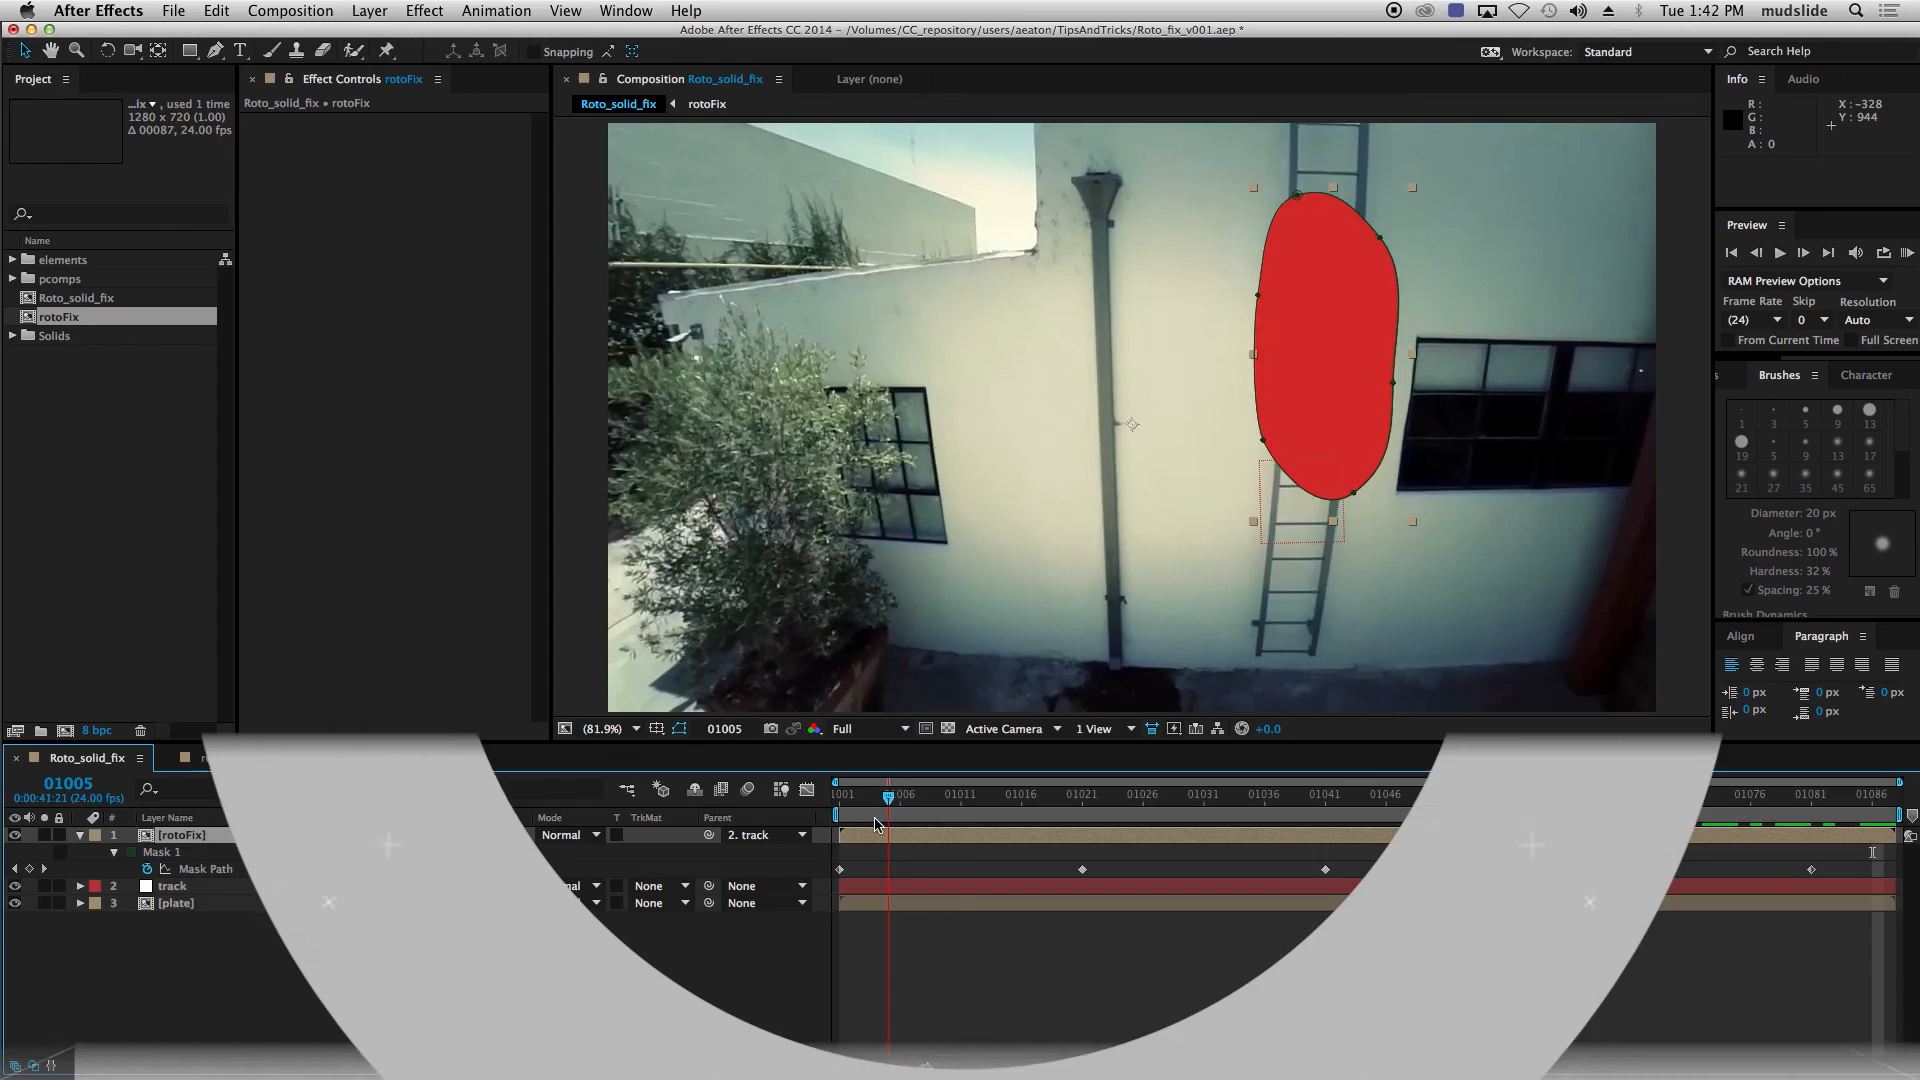 After Effects File Edit Composition Layer Effect Animation View Window Help Tue 1:42 PM mudslide
Adobe After Effects CC 2014 - /Volumes/CC_repository/users/aeaton/TipsAndTricks/Roto_fix_v001.aep *
T Snapping Workspace: Standard Search Help
Project Effect Controls rotoFix Composition Roto_solid_fix Layer (none) Info Audio
...ix▾, used 1 time
1280 x 720 (1.00)
Δ 00087, 24.00 fps
Roto_solid_fix • rotoFix
Roto_solid_fix rotoFix
R: X: -328
G: Y: 944
B:
A: 0
Name
elements
pcomps
Roto_solid_fix
rotoFix
Solids
Preview
RAM Preview Options
Frame Rate Skip Resolution
(24) 0 Auto
From Current Time Full Screen
Brushes Character
1 3 5 9 13
19 5 9 13 17
21 27 35 45 65
Diameter: 20 px
Angle: 0°
Roundness: 100 %
Hardness: 32 %
Spacing: 25 %
Brush Dynamics
Align Paragraph
0 px 0 px 0 px
0 px 0 px
8 bpc
(81.9%) 01005 Full Active Camera 1 View +0.0
Roto_solid_fix
01005
0:00:41:21 (24.00 fps)
1001 006 01011 01016 01021 01026 01031 01036 01041 01046 01076 01081 01086
# Layer Name Mode T TrkMat Parent
1 [rotoFix] Normal 2. track
Mask 1
Mask Path
2 track None None
3 [plate] None None